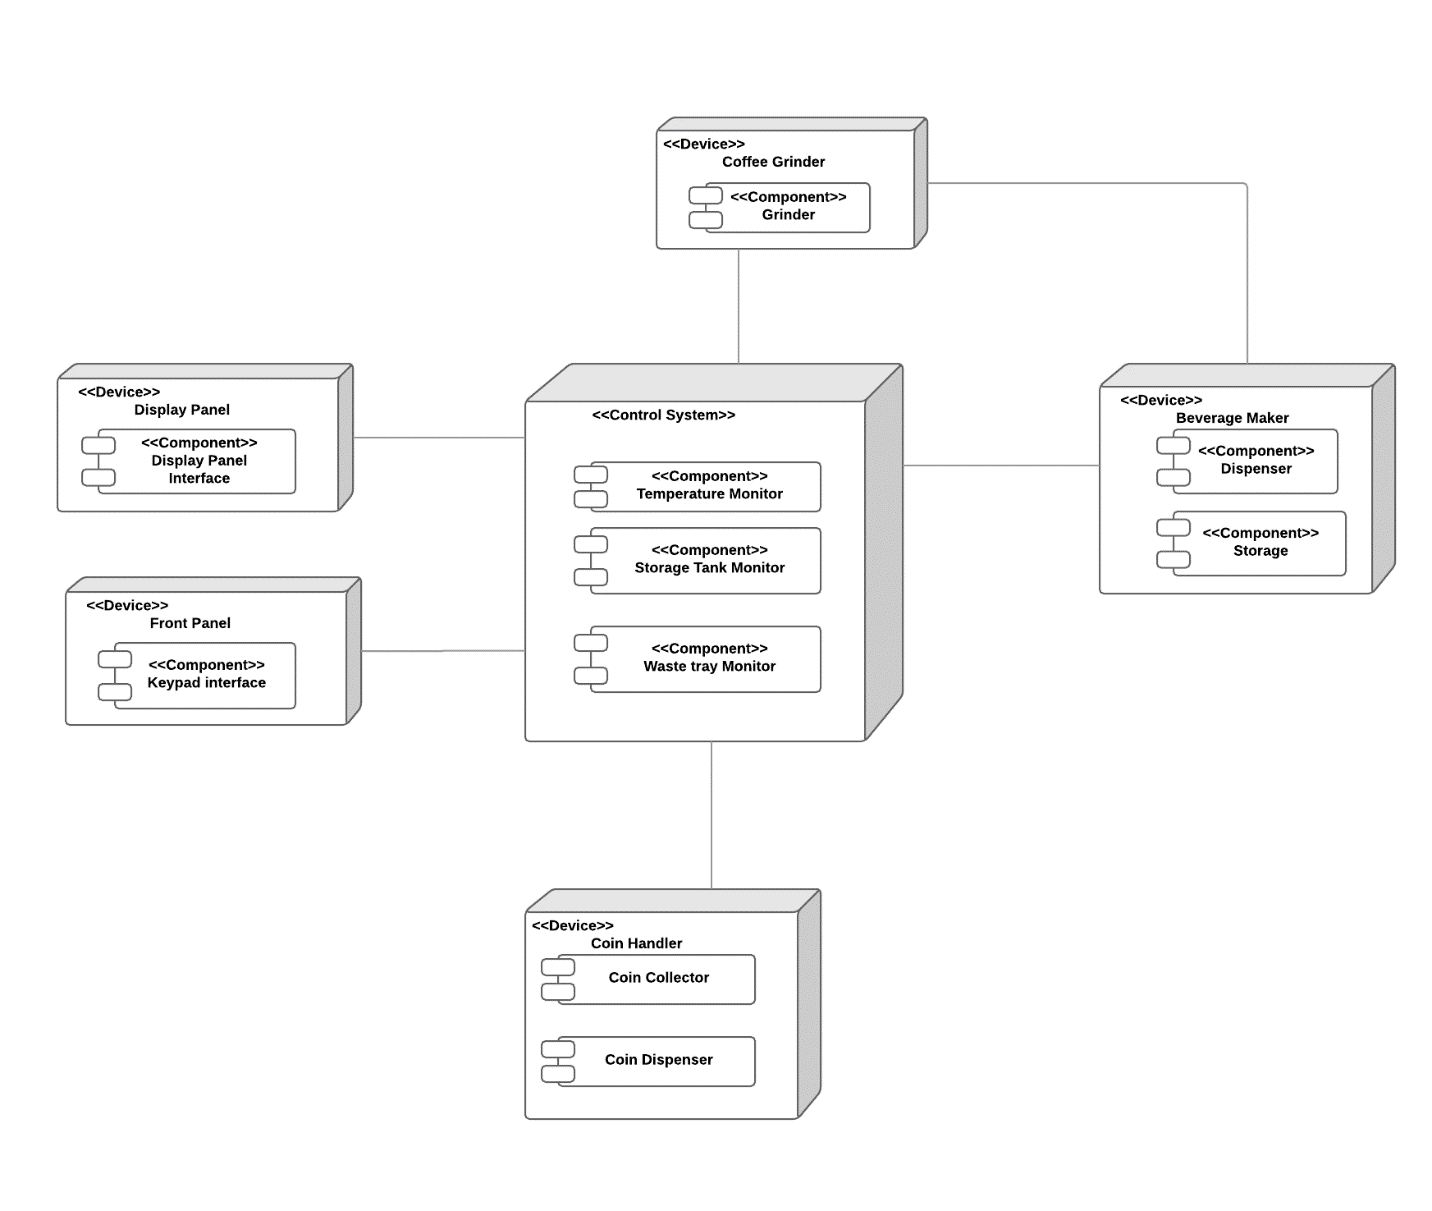 <<Device>>
Coffee Grinder
<<Component>>
Grinder
<<Device>>
Display Panel
<<Component>>
Display Panel
Interface
<<Control System>>
<<Component>>
Temperature Monitor
<<Component>>
Storage Tank Monitor
<<Component>>
Waste tray Monitor
<<Device>>
Beverage Maker
<<Component>>
Dispenser
<<Component>>
Storage
<<Device>>
Front Panel
<<Component>>
Keypad interface
<<Device>>
Coin Handler
Coin Collector
Coin Dispenser